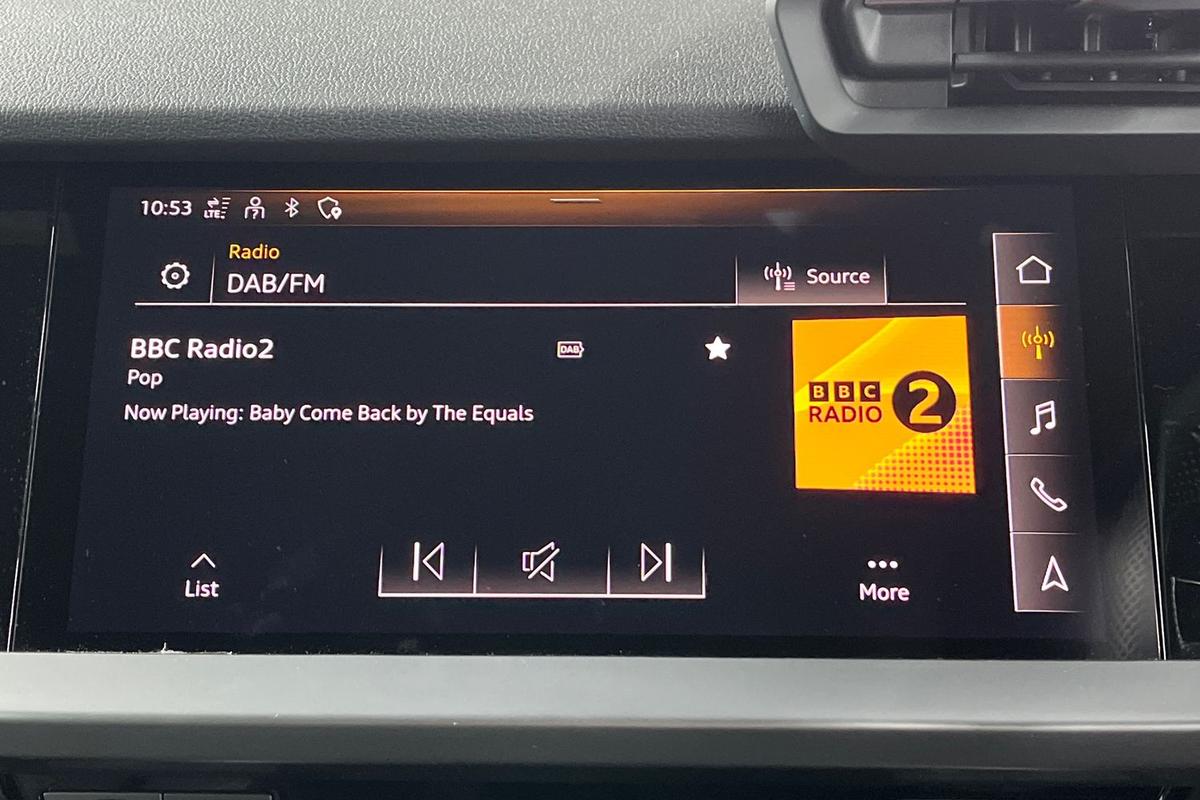 10:53 LTE
Radio
DAB/FM
Source
BBC Radio2
DAB
Pop
Now Playing: Baby Come Back by The Equals
BBC
RADIO 2
List
More